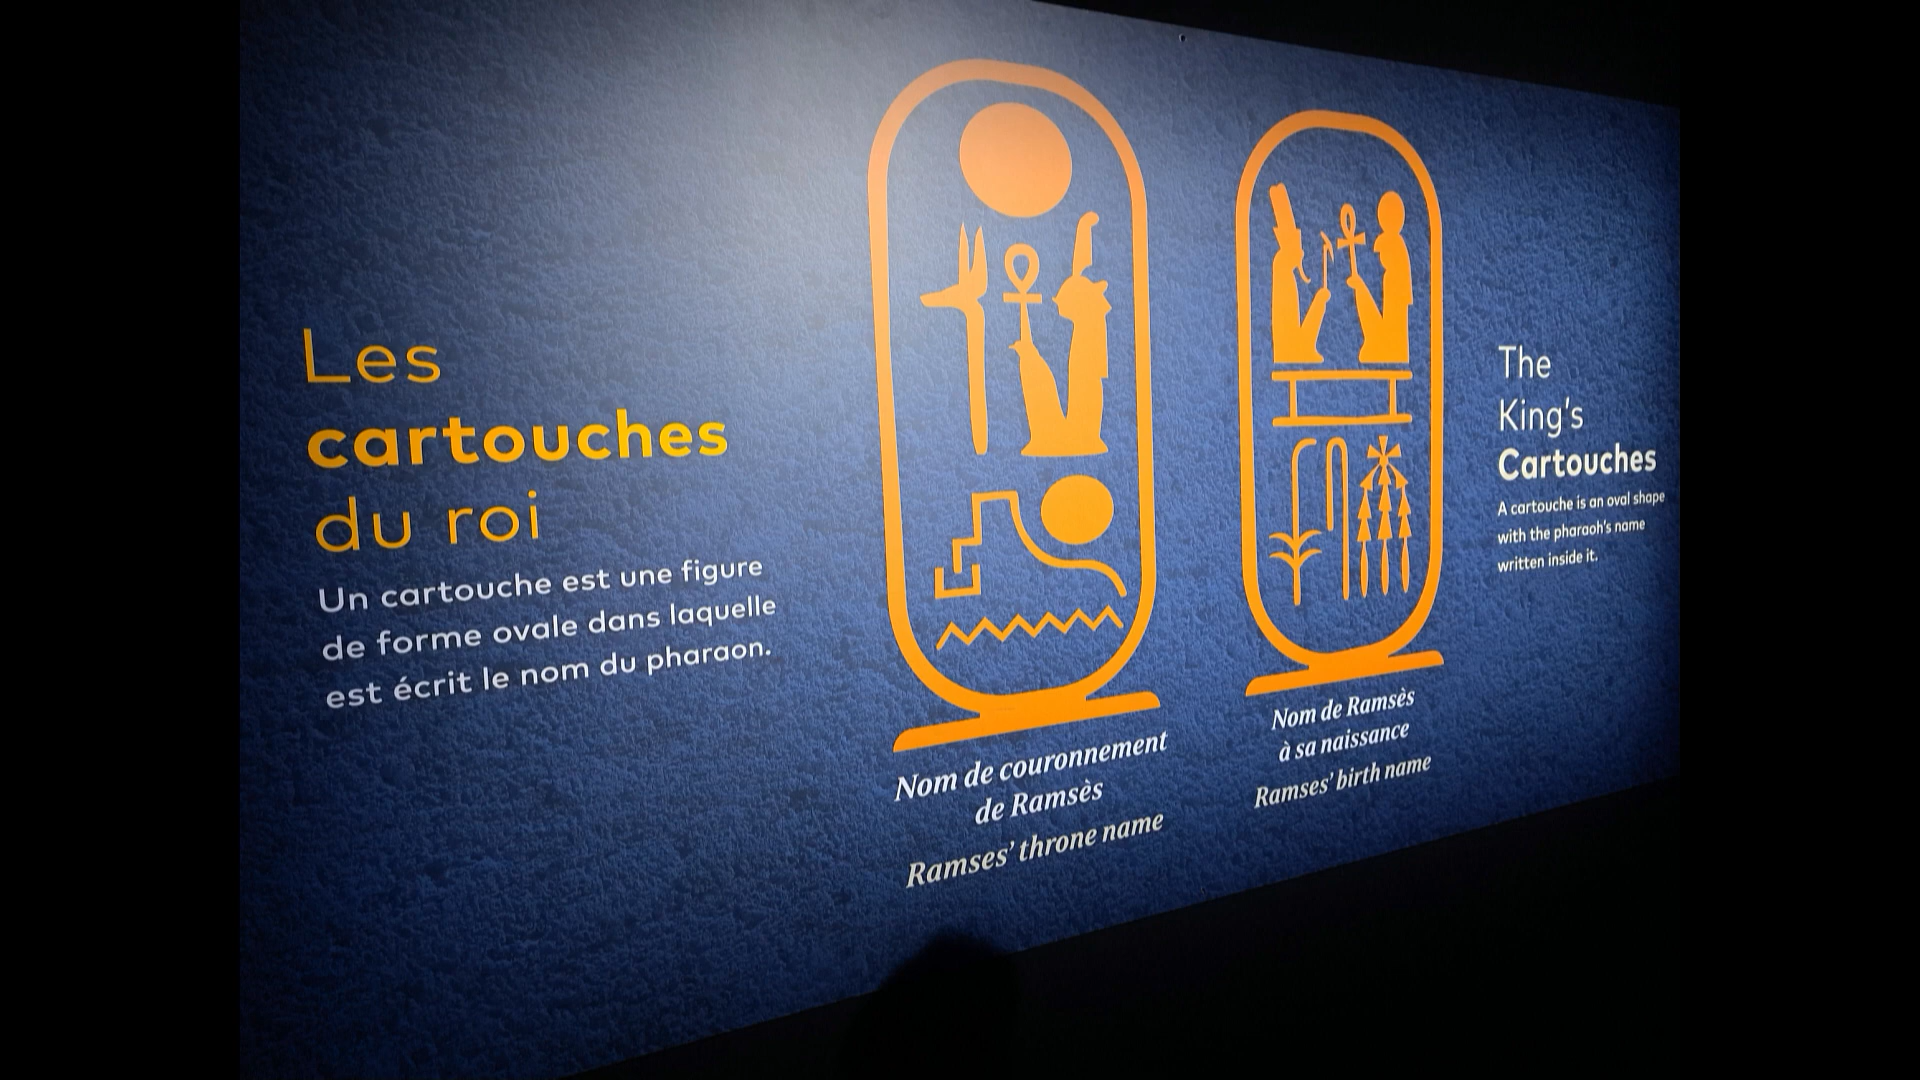 Les
cartouches
du roi
Un cartouche est une figure
de forme ovale dans laquelle
est écrit le nom du pharaon.
Nom de couronnement
de Ramsès
Ramses’ throne name
Nom de Ramsès
à sa naissance
Ramses’ birth name
The
King’s
Cartouches
A cartouche is an oval shape
with the pharaoh’s name
written inside it.